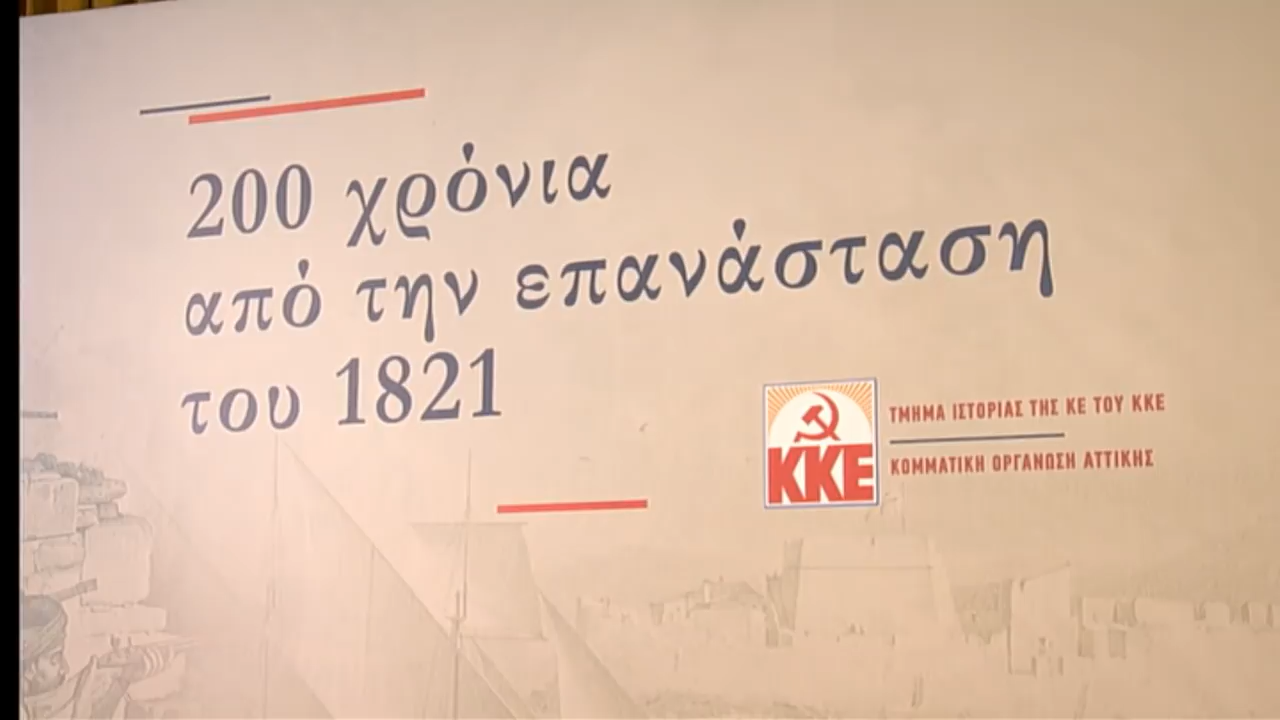 200 χρόνια
από την επανάσταση
του 1821
ΚΚΕ
ΤΜΗΜΑ ΙΣΤΟΡΙΑΣ ΤΗΣ ΚΕ ΤΟΥ ΚΚΕ
ΚΟΜΜΑΤΙΚΗ ΟΡΓΑΝΩΣΗ ΑΤΤΙΚΗΣ